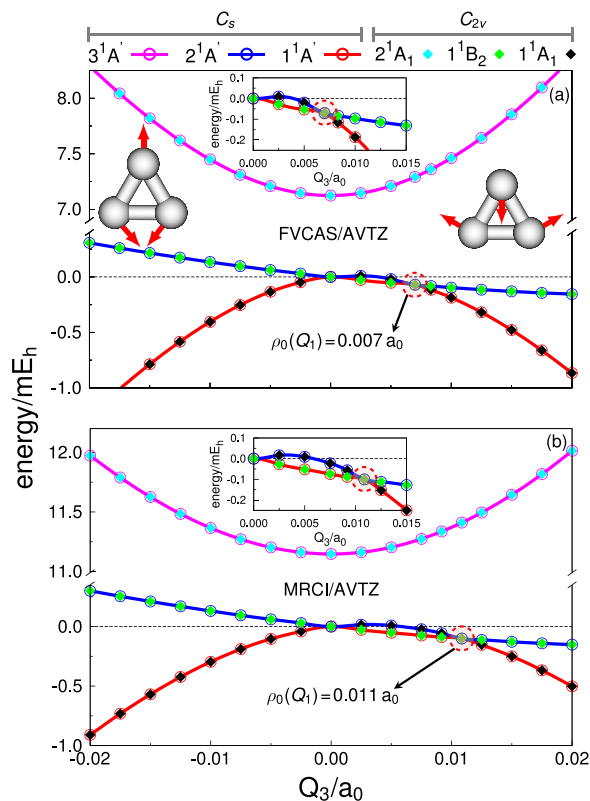 C_s C_2v
3¹A' 2¹A' 1¹A' 2¹A₁ 1¹B₂ 1¹A₁
energy/mE_h
(a)
8.0
7.5
7.0
0.0
-0.5
-1.0
energy/mE_h
0.1
0.0
-0.1
-0.2
0.000 0.005 0.010 0.015
Q₃/a₀
FVCAS/AVTZ
ρ₀(Q₁)=0.007 a₀
(b)
12.0
11.5
11.0
0.0
-0.5
-1.0
energy/mE_h
0.1
0.0
-0.1
-0.2
0.000 0.005 0.010 0.015
Q₃/a₀
MRCI/AVTZ
ρ₀(Q₁)=0.011 a₀
-0.02 -0.01 0.00 0.01 0.02
Q₃/a₀